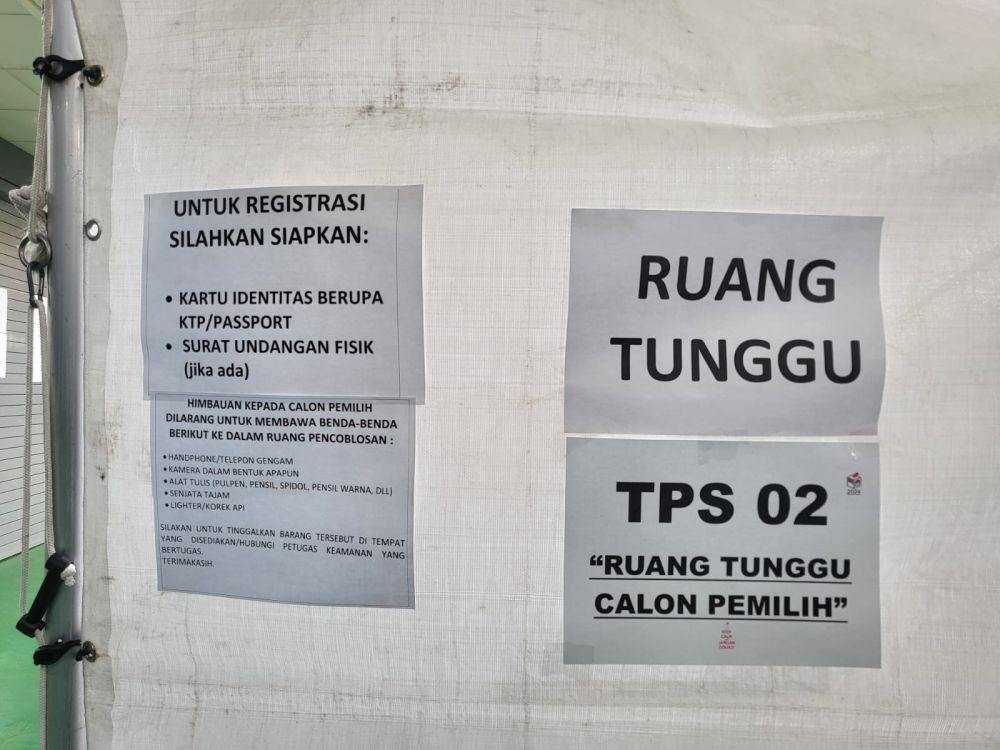 UNTUK REGISTRASI
SILAHKAN SIAPKAN:
• KARTU IDENTITAS BERUPA
KTP/PASSPORT
• SURAT UNDANGAN FISIK
(jika ada)
HIMBAUAN KEPADA CALON PEMILIH
DILARANG UNTUK MEMBAWA BENDA-BENDA
BERIKUT KE DALAM RUANG PENCOBLOSAN :
• HANDPHONE/TELEPON GENGAM
• KAMERA DALAM BENTUK APAPUN
• ALAT TULIS (PULPEN, PENSIL, SPIDOL, PENSIL WARNA, DLL)
• SENJATA TAJAM
• LIGHTER/KOREK API
SILAKAN UNTUK TINGGALKAN BARANG TERSEBUT DI TEMPAT
YANG DISEDIAKAN/HUBUNGI PETUGAS KEAMANAN YANG
BERTUGAS.
TERIMAKASIH.
RUANG
TUNGGU
2024
TPS 02
“RUANG TUNGGU
CALON PEMILIH”
KEEP
CALM